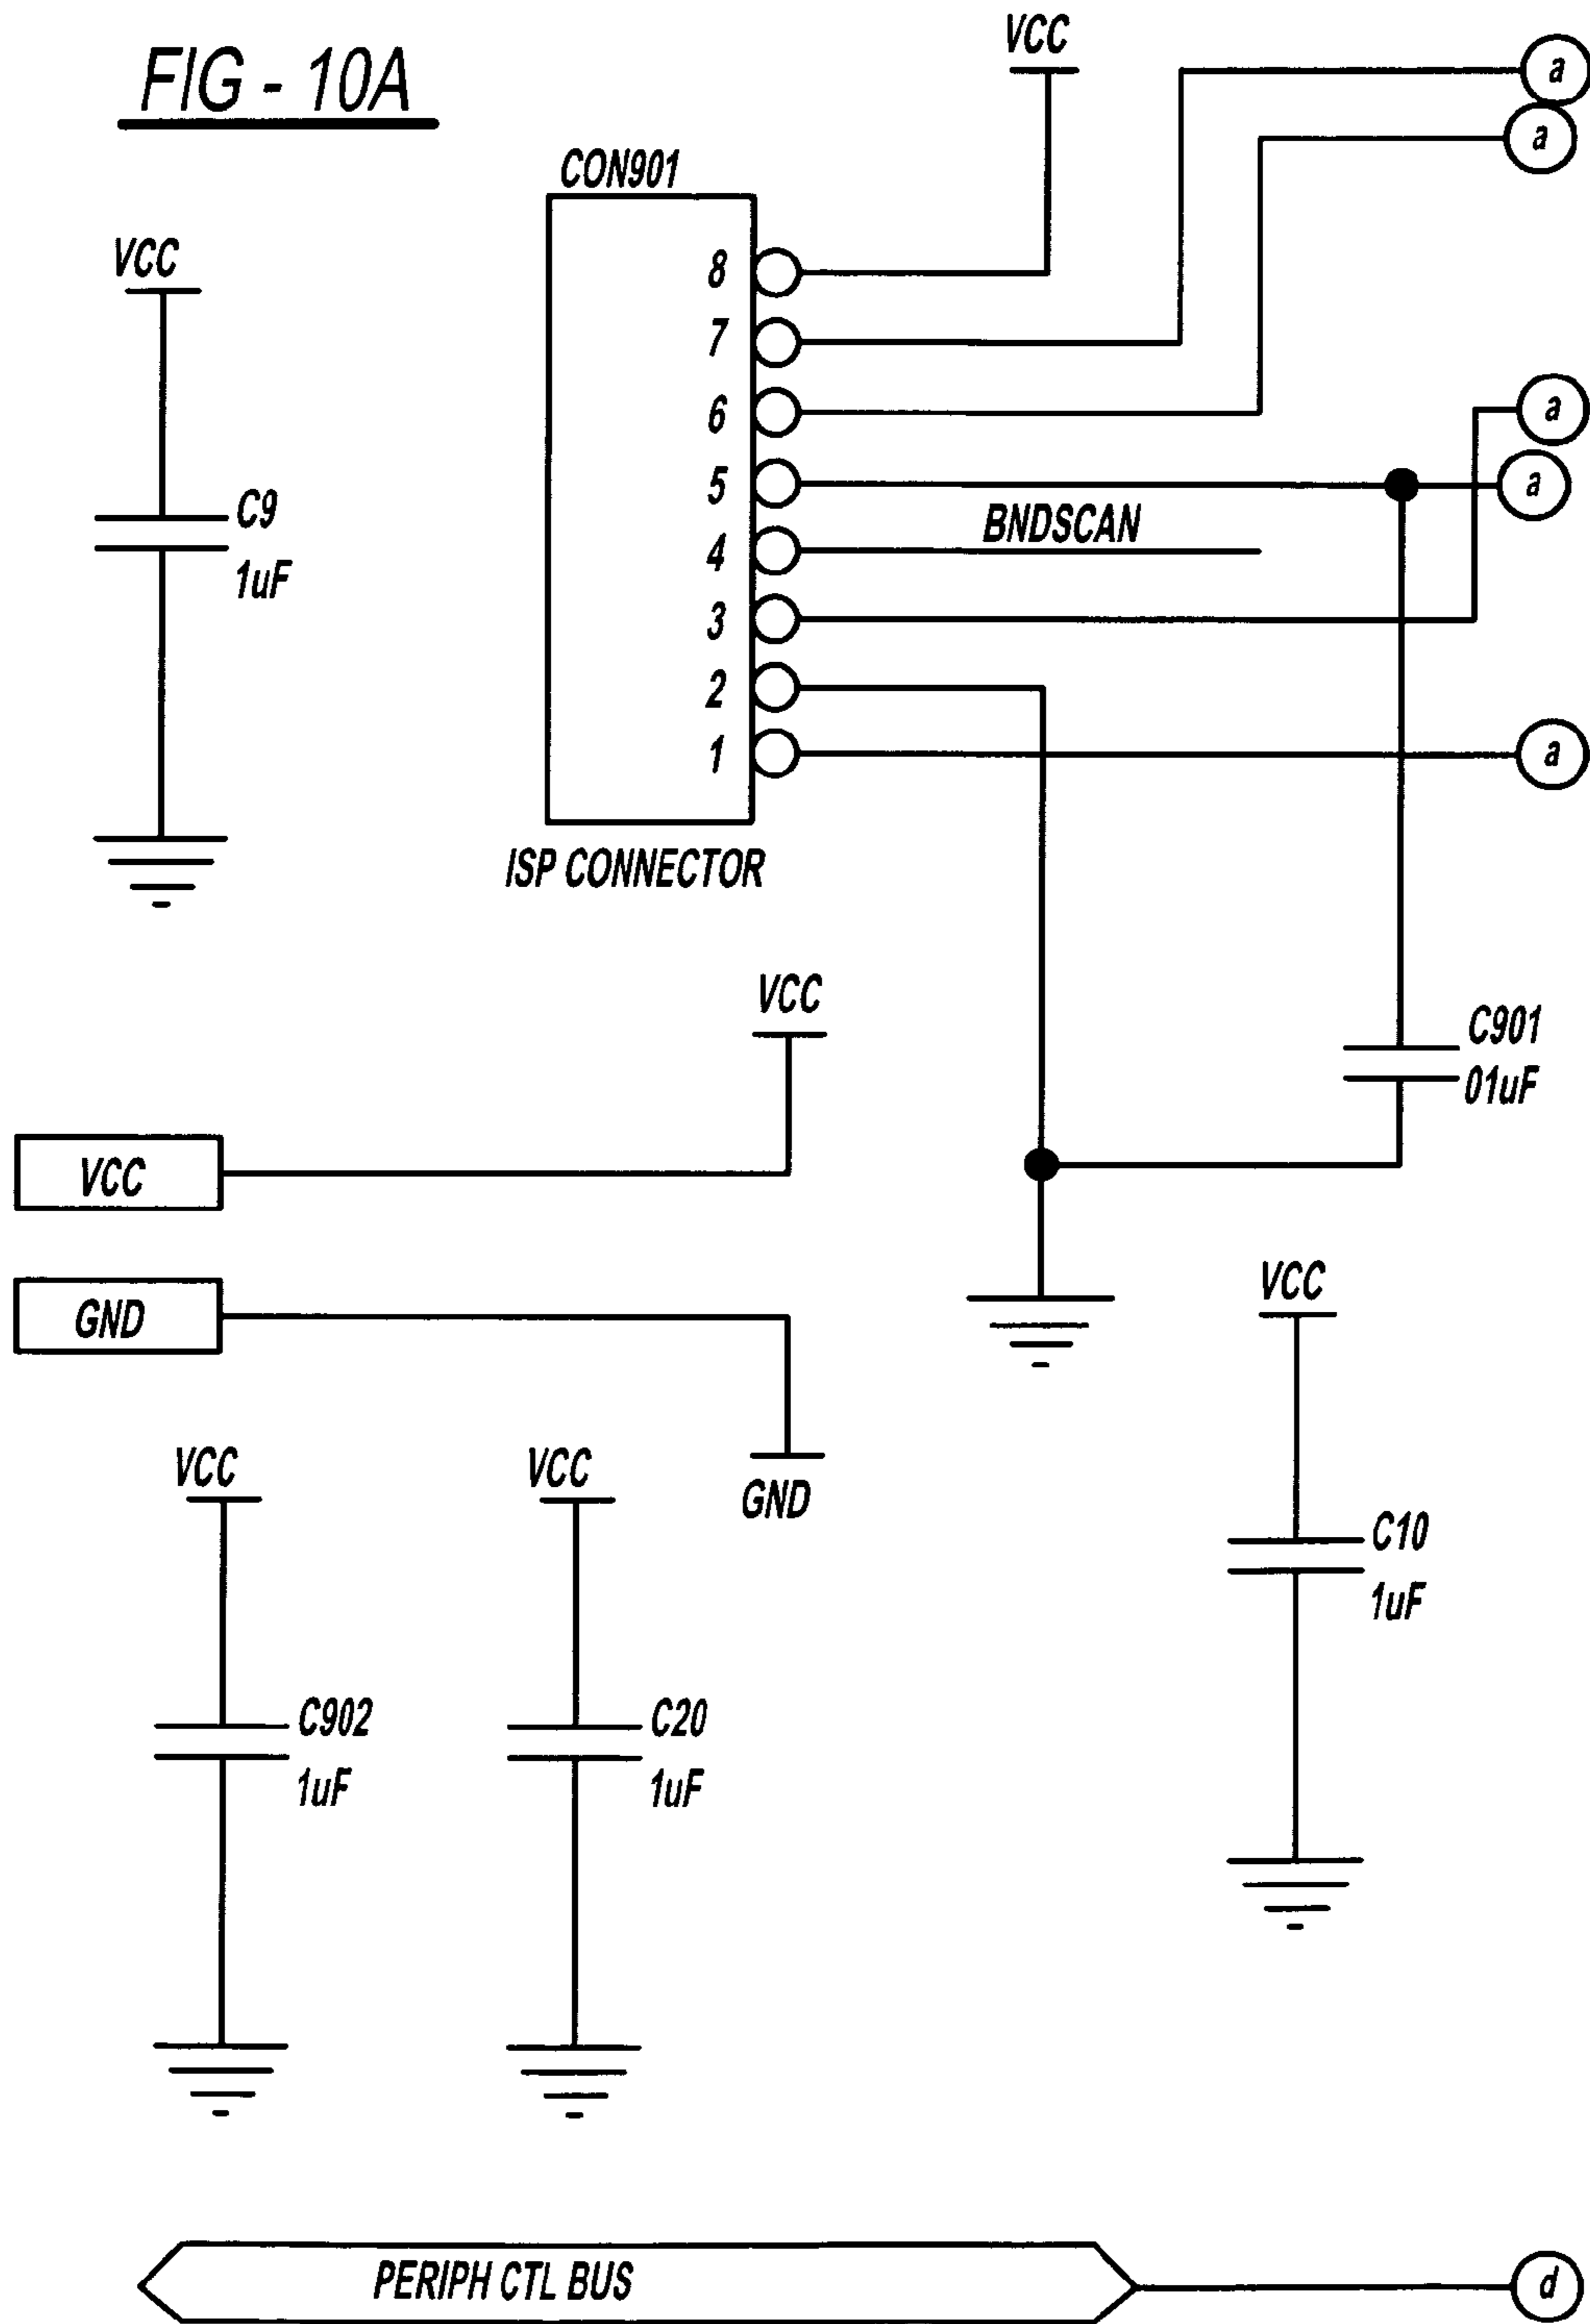 FIG - 10A
VCC
a
a
CON901
VCC
8
7
6
a
5
a
C9
BNDSCAN
4
1uF
3
2
1
a
ISP CONNECTOR
VCC
C901
01uF
VCC
VCC
GND
VCC
VCC
GND
C10
1uF
C902
C20
1uF
1uF
PERIPH CTL BUS
d